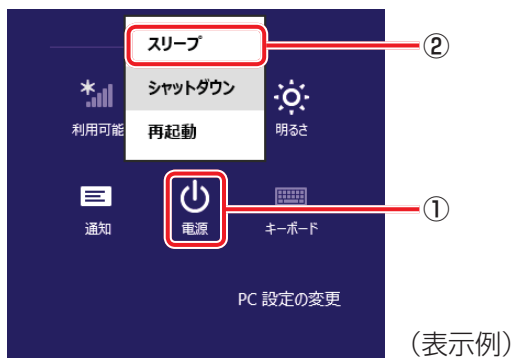 スリープ
②
シャットダウン
利用可能
再起動
明るさ
①
通知
電源
キーボード
PC 設定の変更
(表示例)